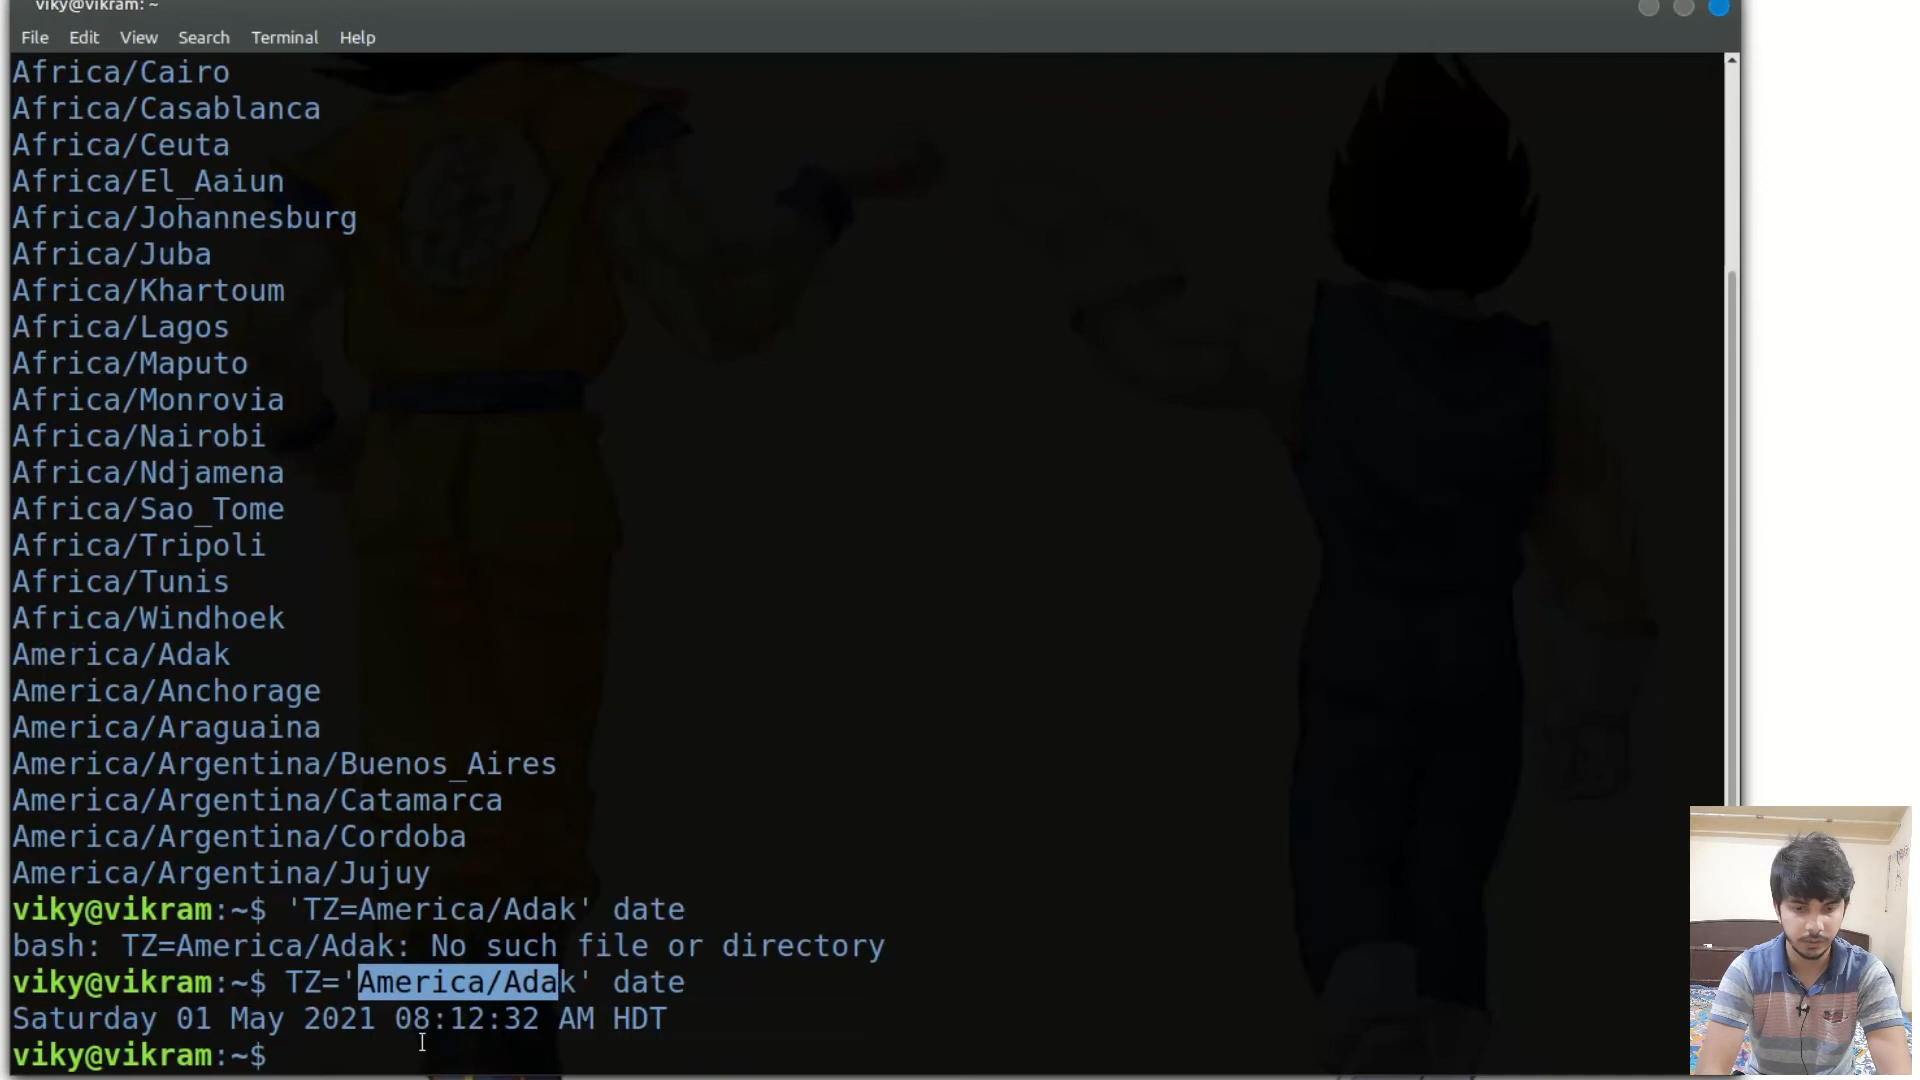 viky@vikram: ~
File Edit View Search Terminal Help
Africa/Cairo
Africa/Casablanca
Africa/Ceuta
Africa/El_Aaiun
Africa/Johannesburg
Africa/Juba
Africa/Khartoum
Africa/Lagos
Africa/Maputo
Africa/Monrovia
Africa/Nairobi
Africa/Ndjamena
Africa/Sao_Tome
Africa/Tripoli
Africa/Tunis
Africa/Windhoek
America/Adak
America/Anchorage
America/Araguaina
America/Argentina/Buenos_Aires
America/Argentina/Catamarca
America/Argentina/Cordoba
America/Argentina/Jujuy
viky@vikram:~$ 'TZ=America/Adak' date
bash: TZ=America/Adak: No such file or directory
viky@vikram:~$ TZ='America/Adak' date
Saturday 01 May 2021 08:12:32 AM HDT
viky@vikram:~$